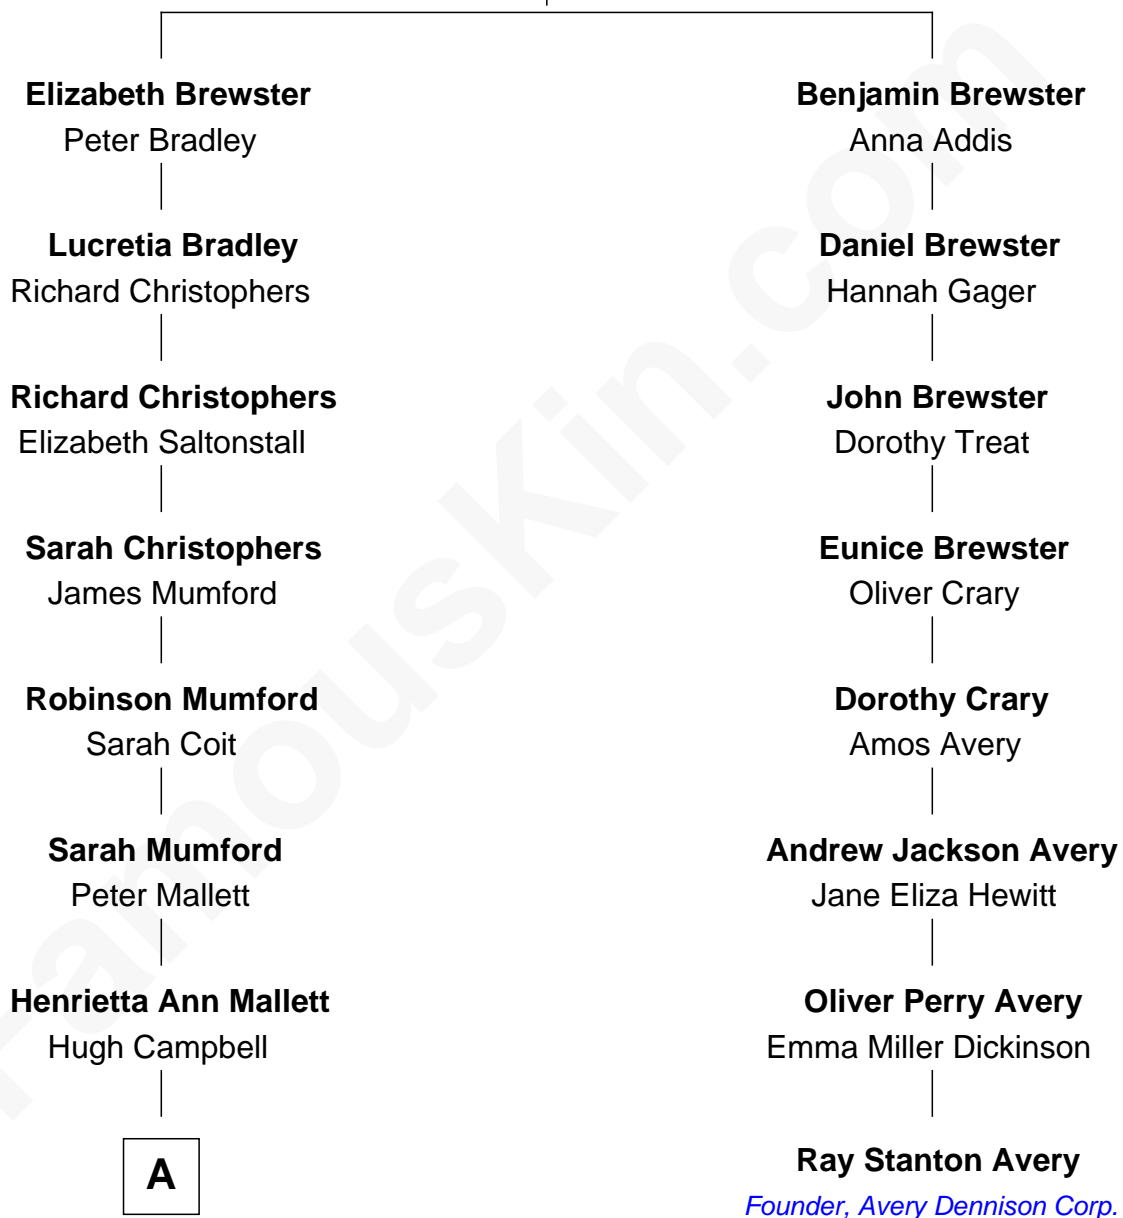 Elizabeth Brewster
Peter Bradley
Lucretia Bradley
Richard Christophers
Richard Christophers
Elizabeth Saltonstall
Sarah Christophers
James Mumford
Robinson Mumford
Sarah Coit
Sarah Mumford
Peter Mallett
Henrietta Ann Mallett
Hugh Campbell
A
Benjamin Brewster
Anna Addis
Daniel Brewster
Hannah Gager
John Brewster
Dorothy Treat
Eunice Brewster
Oliver Crary
Dorothy Crary
Amos Avery
Andrew Jackson Avery
Jane Eliza Hewitt
Oliver Perry Avery
Emma Miller Dickinson
Ray Stanton Avery
Founder, Avery Dennison Corp.
FamousKin.com